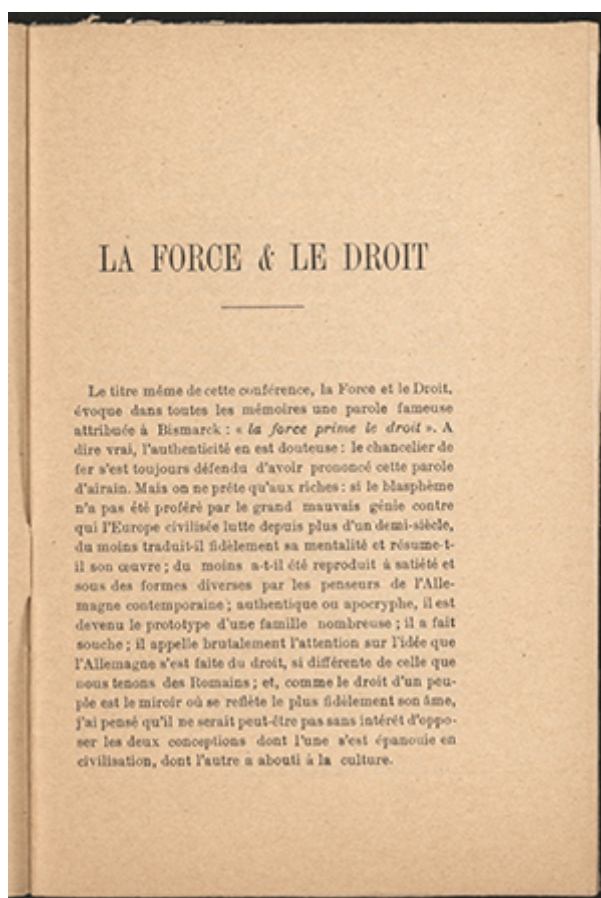 LA FORCE & LE DROIT
Le titre même de cette conférence, la Force et le Droit,
évoque dans toutes les mémoires une parole fameuse
attribuée à Bismarck : « la force prime le droit ». A
dire vrai, l'authenticité en est douteuse : le chancelier de
fer s'est toujours défendu d'avoir prononcé cette parole
d'airain. Mais on ne prête qu'aux riches : si le blasphème
n'a pas été proféré par le grand mauvais génie contre
qui l'Europe civilisée lutte depuis plus d'un demi-siècle,
du moins traduit-il fidèlement sa mentalité et résume-t-
il son œuvre ; du moins a-t-il été reproduit à satiété et
sous des formes diverses par les penseurs de l'Alle-
magne contemporaine ; authentique ou apocryphe, il est
devenu le prototype d'une famille nombreuse ; il a fait
souche ; il appelle brutalement l'attention sur l'idée que
l'Allemagne s'est faite du droit, si différente de celle que
nous tenons des Romains ; et, comme le droit d'un peu-
ple est le miroir où se reflète le plus fidèlement son âme,
j'ai pensé qu'il ne serait peut-être pas sans intérêt d'oppo-
ser les deux conceptions dont l'une s'est épanouie en
civilisation, dont l'autre a abouti à la culture.